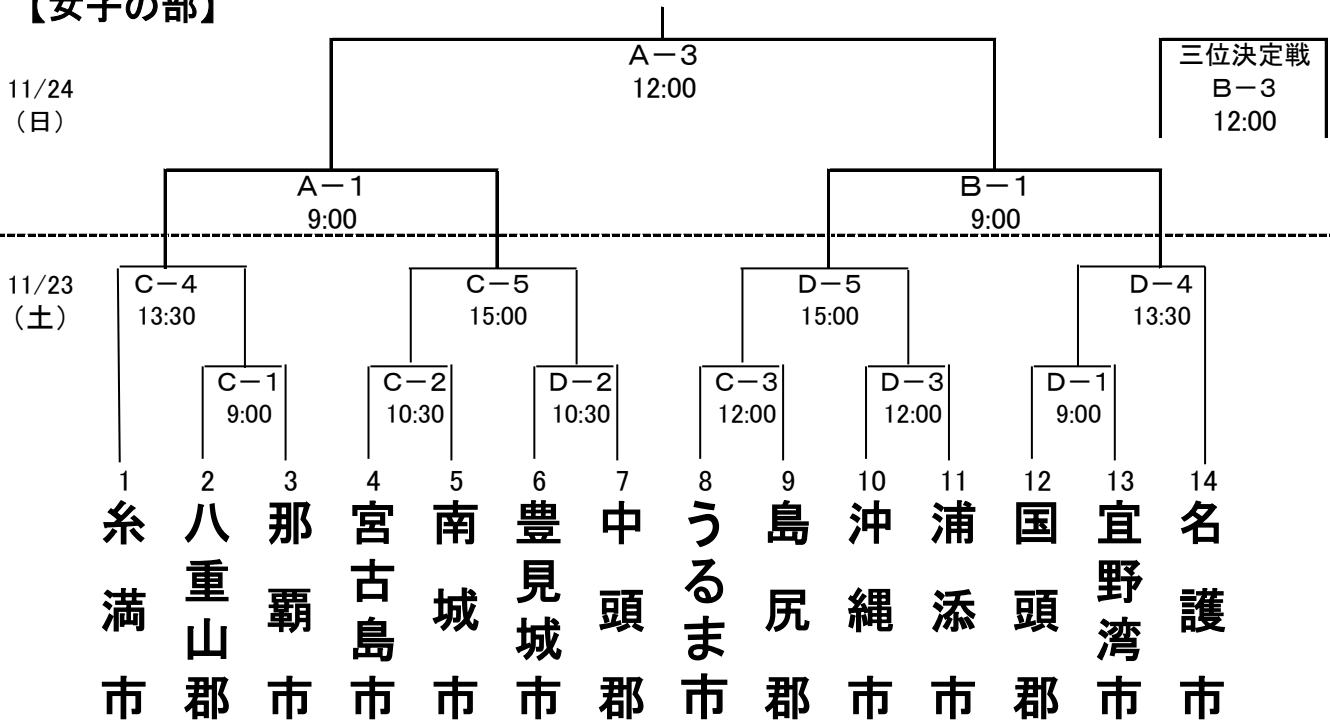 【女子の部】
A－3
12:00
三位決定戦
B－3
12:00
11/24
（日）
A－1
9:00
B－1
9:00
11/23
（土）
C－4
13:30
C－5
15:00
D－5
15:00
D－4
13:30
C－1
9:00
C－2
10:30
D－2
10:30
C－3
12:00
D－3
12:00
D－1
9:00
1 2 3 4 5 6 7 8 9 10 11 12 13 14
糸満市
八重山郡
那覇市
宮古島市
南城市
豊見城市
中頭郡
うるま市
島尻郡
沖縄市
浦添市
国頭郡
宜野湾市
名護市